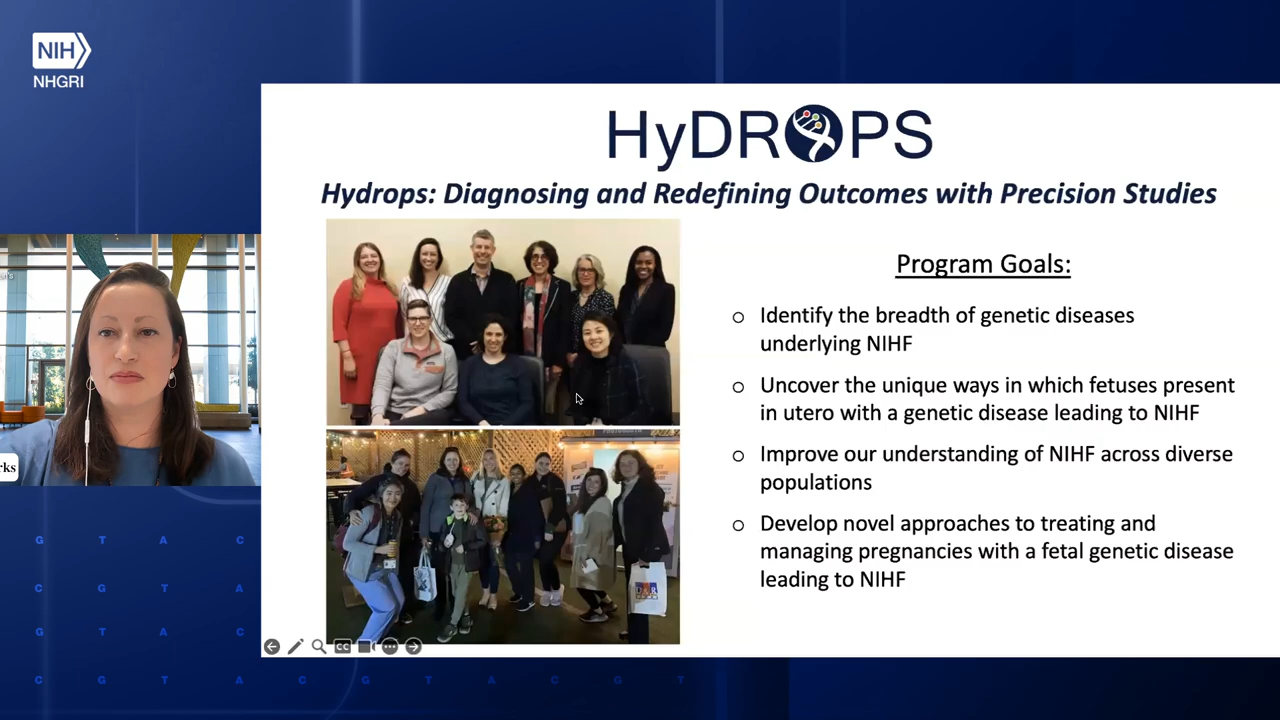 NIH
NHGRI
HyDROPS
Hydrops: Diagnosing and Redefining Outcomes with Precision Studies
Program Goals:
o Identify the breadth of genetic diseases
underlying NIHF
o Uncover the unique ways in which fetuses present
in utero with a genetic disease leading to NIHF
o Improve our understanding of NIHF across diverse
populations
o Develop novel approaches to treating and
managing pregnancies with a fetal genetic disease
leading to NIHF
rks
CC
G T A C
C G T A
G T A C
C G T A C G T A C G T